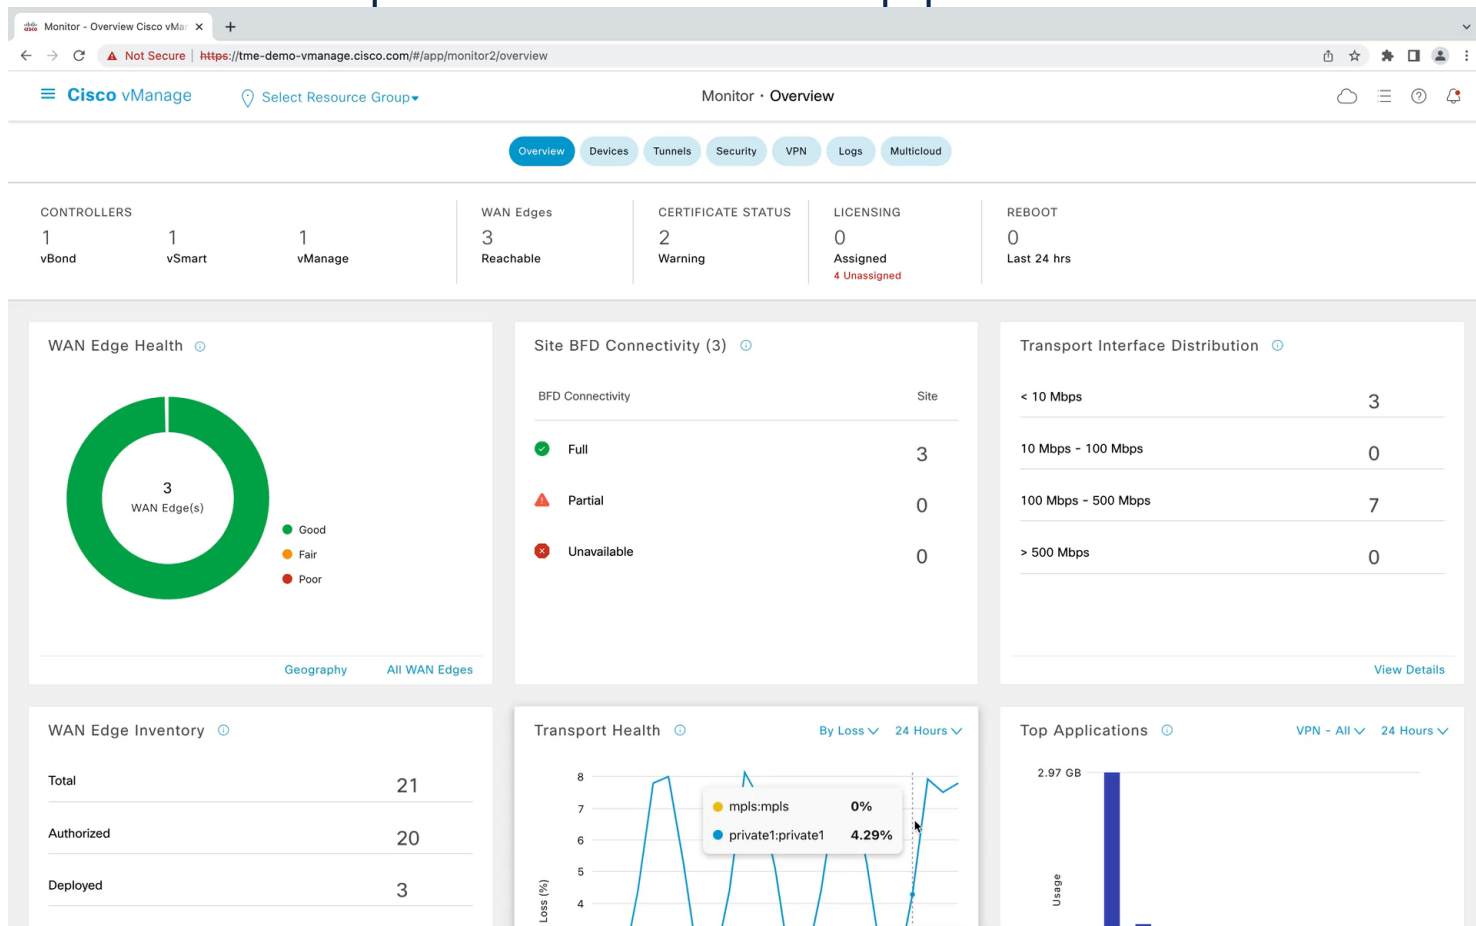 Monitor - Overview Cisco vMan
Not Secure | https://tme-demo-vmanage.cisco.com/#/app/monitor2/overview
Cisco vManage
Select Resource Group
Monitor · Overview
Overview
Devices
Tunnels
Security
VPN
Logs
Multicloud
CONTROLLERS
1
vBond
1
vSmart
1
vManage
WAN Edges
3
Reachable
CERTIFICATE STATUS
2
Warning
LICENSING
0
Assigned
4 Unassigned
REBOOT
0
Last 24 hrs
WAN Edge Health
3
WAN Edge(s)
Good
Fair
Poor
Geography
All WAN Edges
Site BFD Connectivity (3)
BFD Connectivity Site
Full 3
Partial 0
Unavailable 0
Transport Interface Distribution
< 10 Mbps 3
10 Mbps - 100 Mbps 0
100 Mbps - 500 Mbps 7
> 500 Mbps 0
View Details
WAN Edge Inventory
Total 21
Authorized 20
Deployed 3
Transport Health
By Loss
24 Hours
8
7
6
5
4
Loss (%)
mpls:mpls 0%
private1:private1 4.29%
Top Applications
VPN - All
24 Hours
2.97 GB
Usage